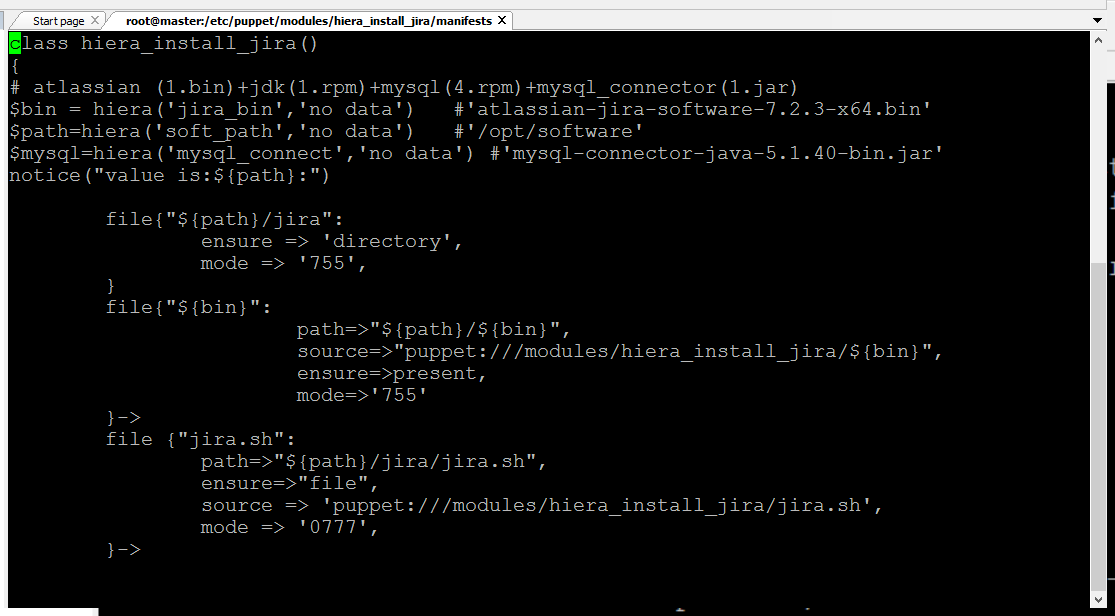 Start page
root@master:/etc/puppet/modules/hiera_install_jira/manifests
class hiera_install_jira()
{
# atlassian (1.bin)+jdk(1.rpm)+mysql(4.rpm)+mysql_connector(1.jar)
$bin = hiera('jira_bin','no data')   #'atlassian-jira-software-7.2.3-x64.bin'
$path=hiera('soft_path','no data')   #'/opt/software'
$mysql=hiera('mysql_connect','no data') #'mysql-connector-java-5.1.40-bin.jar'
notice("value is:${path}:")
file{"${path}/jira":
ensure => 'directory',
mode => '755',
}
file{"${bin}":
path=>"${path}/${bin}",
source=>"puppet:///modules/hiera_install_jira/${bin}",
ensure=>present,
mode=>'755'
}->
file {"jira.sh":
path=>"${path}/jira/jira.sh",
ensure=>"file",
source => 'puppet:///modules/hiera_install_jira/jira.sh',
mode => '0777',
}->